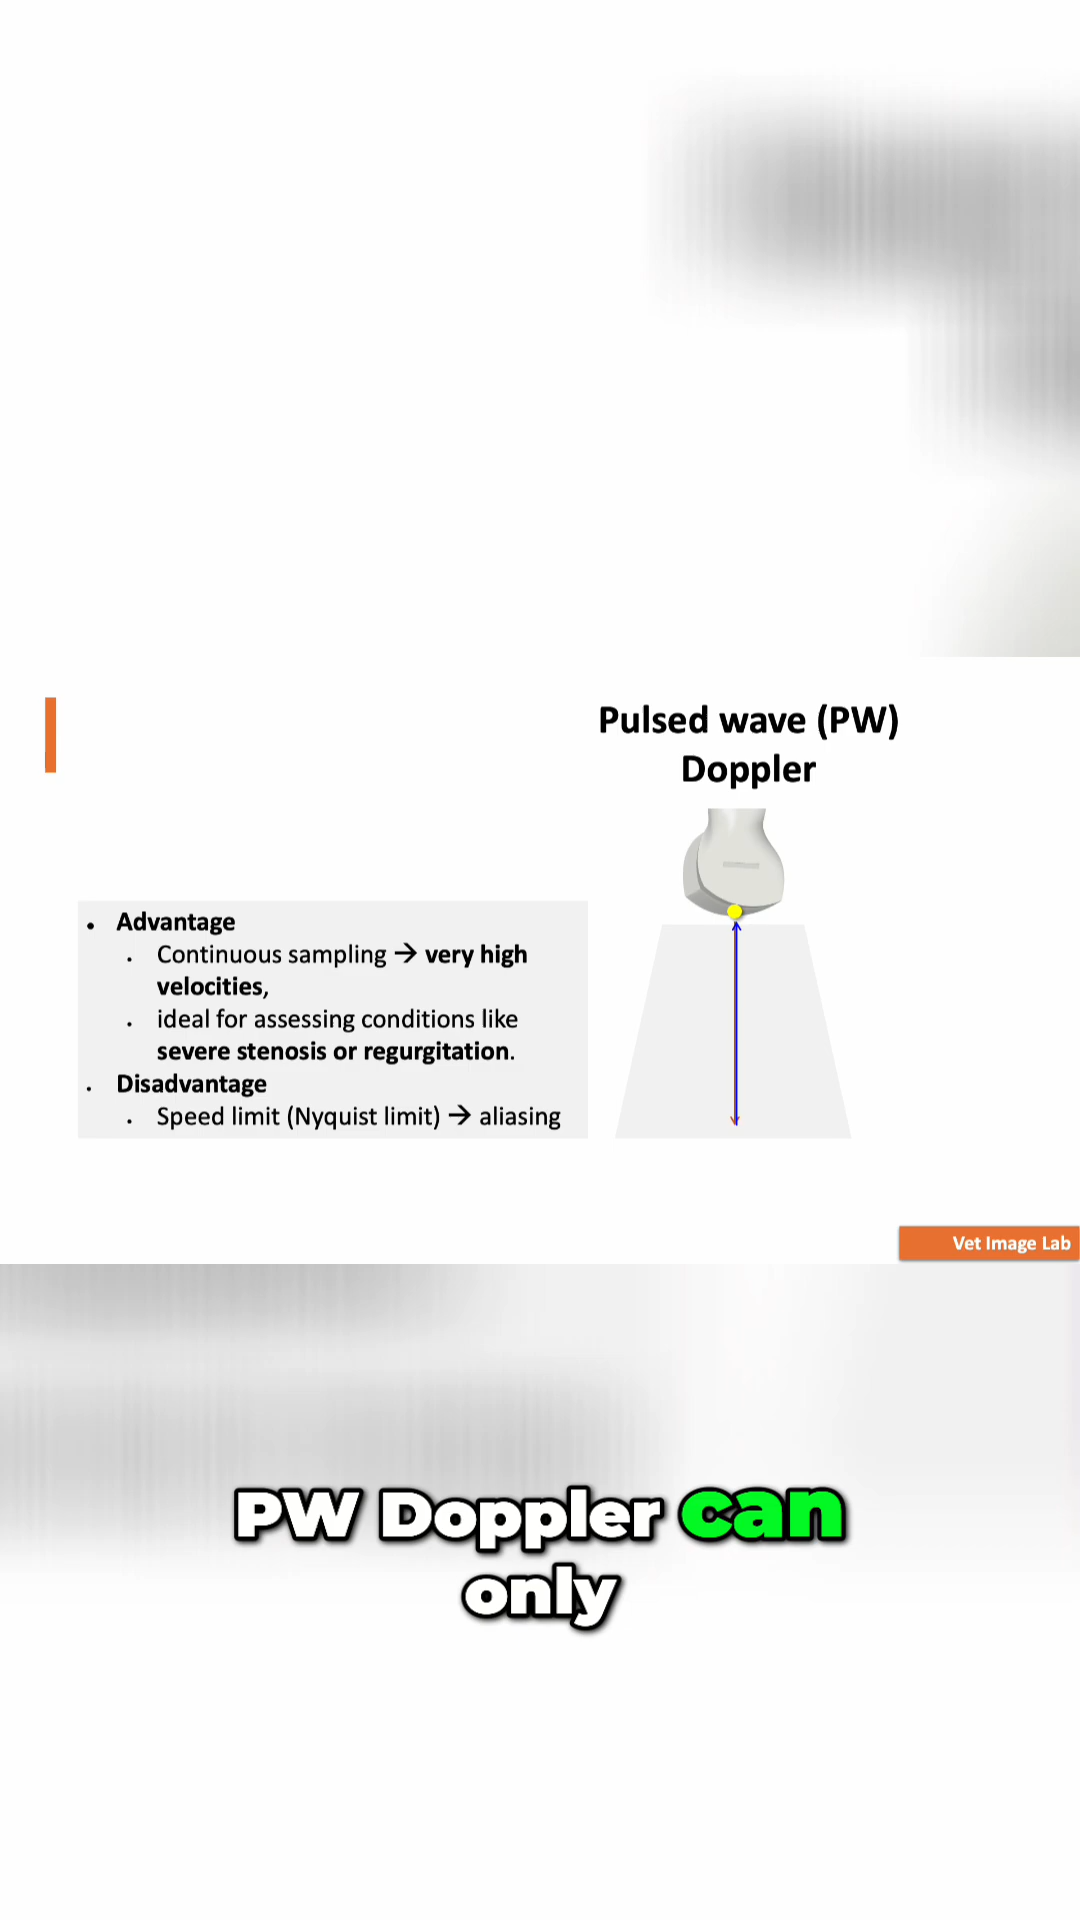 Pulsed wave (PW)
Doppler
• Advantage
• Continuous sampling → very high
velocities,
• ideal for assessing conditions like
severe stenosis or regurgitation.
• Disadvantage
• Speed limit (Nyquist limit) → aliasing
Vet Image Lab
PW Doppler can
only